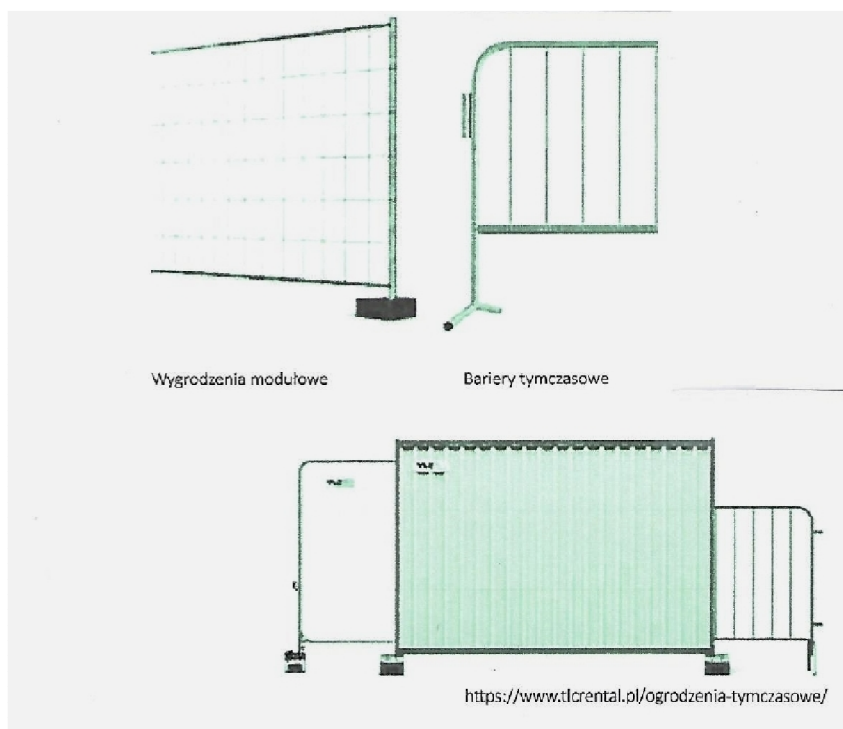 Wygrodzenia modułowe
Bariery tymczasowe
https://www.tlcrental.pl/ogrodzenia-tymczasowe/